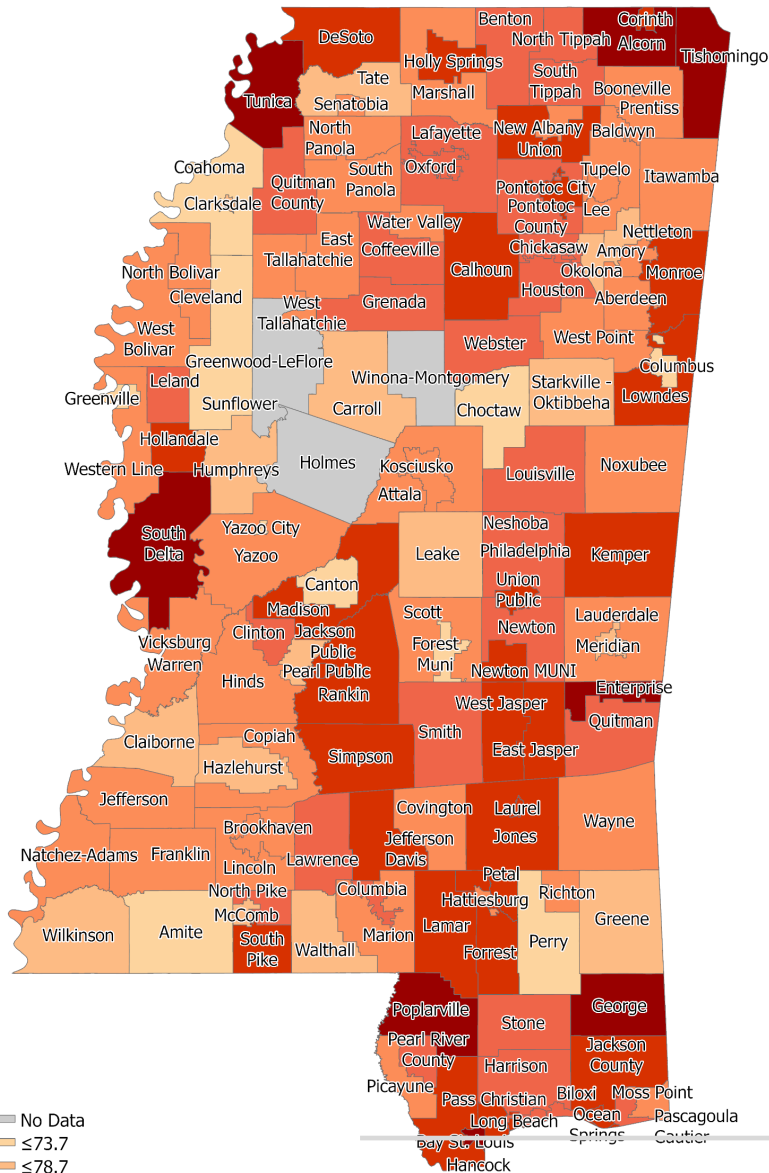 Benton
Corinth
DeSoto
North Tippah
Alcorn
Tishomingo
Holly Springs
Tate
South
Tippah
Booneville
Marshall
Tunica
Senatobia
Prentiss
North
Panola
Lafayette
New Albany
Baldwyn
Union
Coahoma
Oxford
South
Panola
Tupelo
Itawamba
Quitman
County
Pontotoc City
Clarksdale
Pontotoc
County
Lee
Water Valley
Nettleton
East
Tallahatchie
Coffeeville
Chickasaw
Amory
North Bolivar
Calhoun
Okolona
Monroe
Cleveland
Houston
Aberdeen
West
Tallahatchie
Grenada
West
Bolivar
Webster
West Point
Greenwood-LeFlore
Columbus
Leland
Winona-Montgomery
Starkville -
Oktibbeha
Greenville
Sunflower
Carroll
Choctaw
Lowndes
Hollandale
Western Line
Humphreys
Holmes
Kosciusko
Louisville
Noxubee
Attala
South
Delta
Yazoo City
Neshoba
Yazoo
Leake
Philadelphia
Kemper
Canton
Union
Public
Madison
Scott
Lauderdale
Clinton
Jackson
Public
Newton
Vicksburg
Forest
Muni
Meridian
Warren
Pearl Public
Newton MUNI
Hinds
Rankin
Enterprise
West Jasper
Quitman
Claiborne
Copiah
Smith
Simpson
East Jasper
Hazlehurst
Jefferson
Covington
Laurel
Brookhaven
Jefferson
Davis
Jones
Wayne
Natchez-Adams
Franklin
Lincoln
Lawrence
Petal
North Pike
Columbia
Richton
Hattiesburg
McComb
Wilkinson
Amite
South
Pike
Marion
Lamar
Greene
Walthall
Forrest
Perry
Poplarville
George
Stone
Pearl River
County
Jackson
County
Harrison
Picayune
Pass Christian
Biloxi
Moss Point
Long Beach
Ocean
Springs
Pascagoula
No Data
Gautier
≤73.7
Bay St. Louis
≤78.7
Hancock